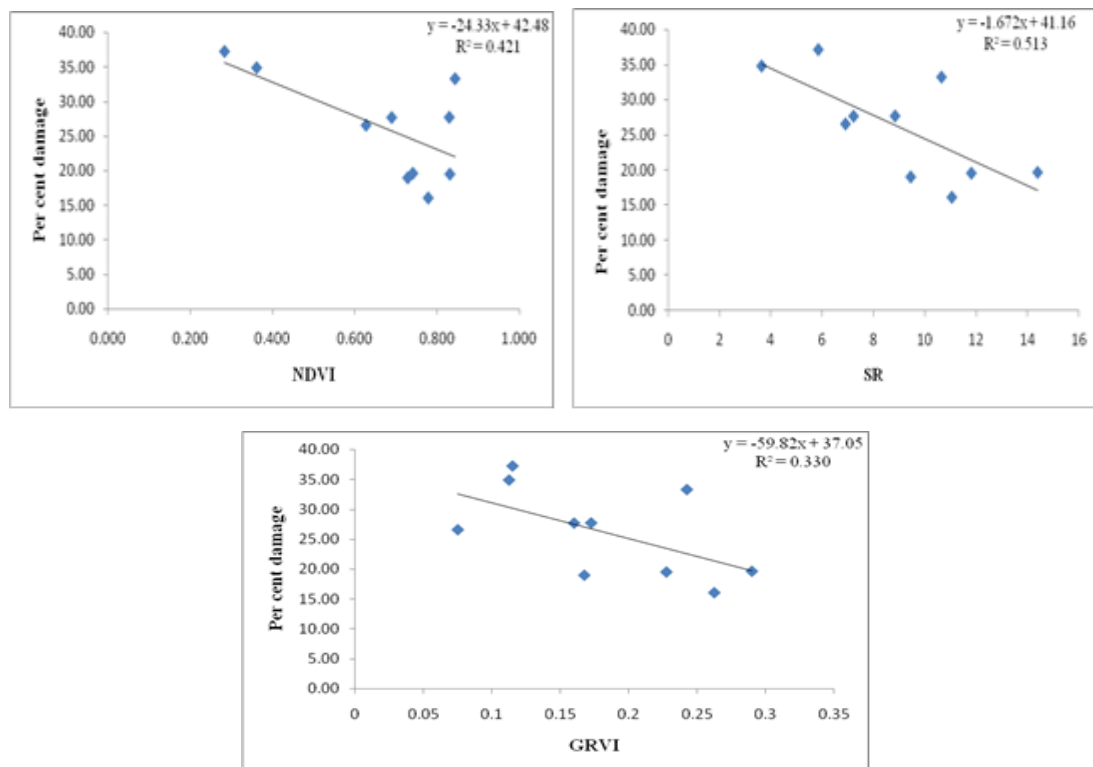 y = -24.33x + 42.48
R² = 0.421
40.00
35.00
30.00
25.00
20.00
15.00
10.00
5.00
0.00
Per cent damage
0.000 0.200 0.400 0.600 0.800 1.000
NDVI
y = -1.672x + 41.16
R² = 0.513
40.00
35.00
30.00
25.00
20.00
15.00
10.00
5.00
0.00
Per cent damage
0 2 4 6 8 10 12 14 16
SR
y = -59.82x + 37.05
R² = 0.330
40.00
35.00
30.00
25.00
20.00
15.00
10.00
5.00
0.00
Per cent damage
0 0.05 0.1 0.15 0.2 0.25 0.3 0.35
GRVI